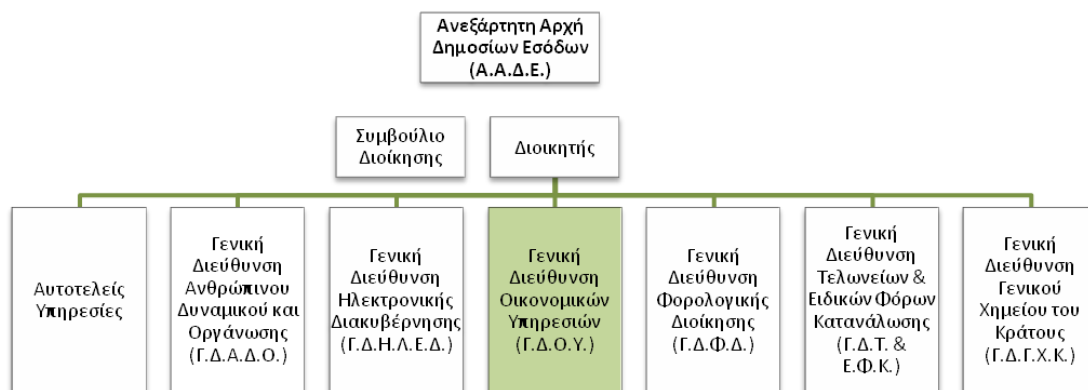 Ανεξάρτητη Αρχή
Δημοσίων Εσόδων
(Α.Α.Δ.Ε.)
Συμβούλιο
Διοίκησης
Διοικητής
Αυτοτελείς
Υπηρεσίες
Γενική
Διεύθυνση
Ανθρώπινου
Δυναμικού και
Οργάνωσης
(Γ.Δ.Α.Δ.Ο.)
Γενική
Διεύθυνση
Ηλεκτρονικής
Διακυβέρνησης
(Γ.Δ.Η.Λ.Ε.Δ.)
Γενική
Διεύθυνση
Οικονομικών
Υπηρεσιών
(Γ.Δ.Ο.Υ.)
Γενική
Διεύθυνση
Φορολογικής
Διοίκησης
(Γ.Δ.Φ.Δ.)
Γενική
Διεύθυνση
Τελωνείων &
Ειδικών Φόρων
Κατανάλωσης
(Γ.Δ.Τ. &
Ε.Φ.Κ.)
Γενική
Διεύθυνση
Γενικού
Χημείου του
Κράτους
(Γ.Δ.Γ.Χ.Κ.)